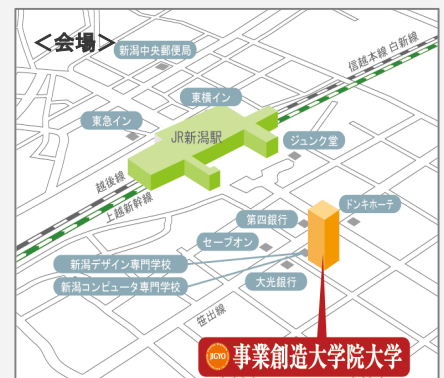 ＜会場＞
新潟中央郵便局
信越本線 白新線
東横イン
東急イン
JR新潟駅
ジュンク堂
越後線
上越新幹線
ドンキホーテ
第四銀行
セーブオン
新潟デザイン専門学校
新潟コンピュータ専門学校
大光銀行
笹出線
JIGYO 事業創造大学院大学